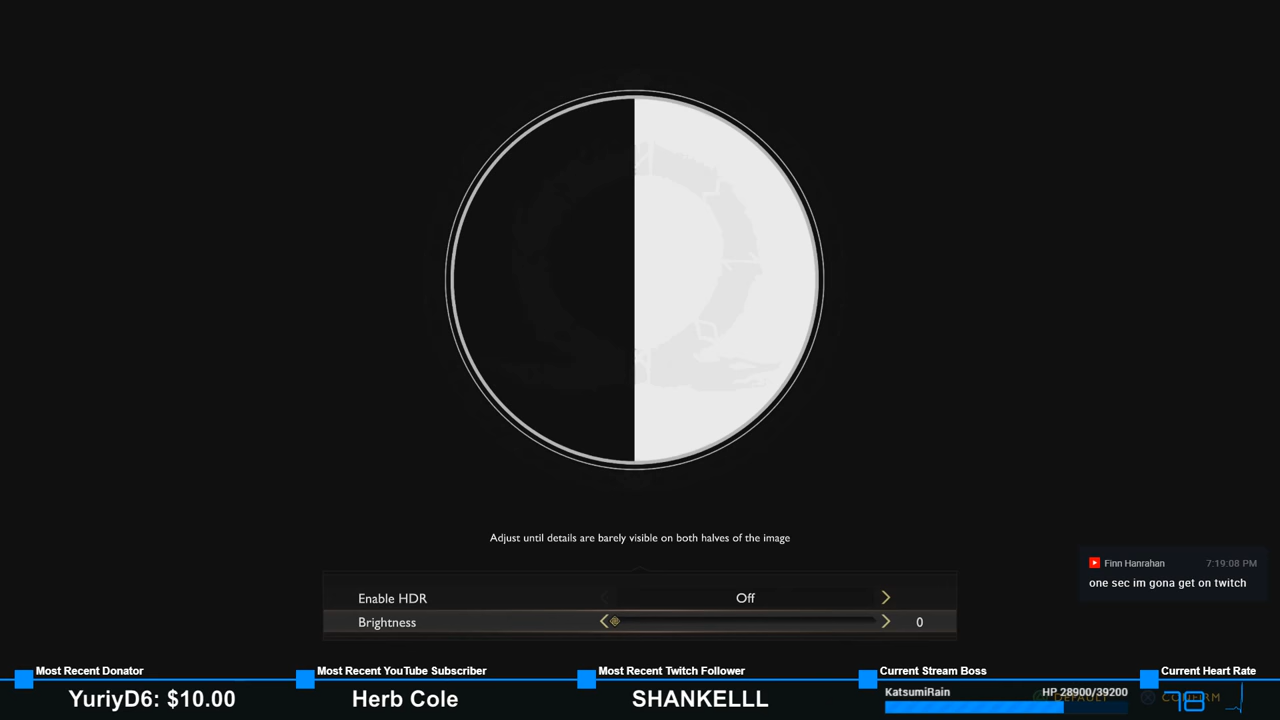 Adjust until details are barely visible on both halves of the image
Finn Hanrahan 7:19:08 PM
one sec im gona get on twitch
Enable HDR Off
Brightness 0
Most Recent Donator
YuriyD6: $10.00
Most Recent YouTube Subscriber
Herb Cole
Most Recent Twitch Follower
SHANKELLL
Current Stream Boss
KatsumiRain HP 28900/39200
DEFAULT
CONFIRM
Current Heart Rate
78